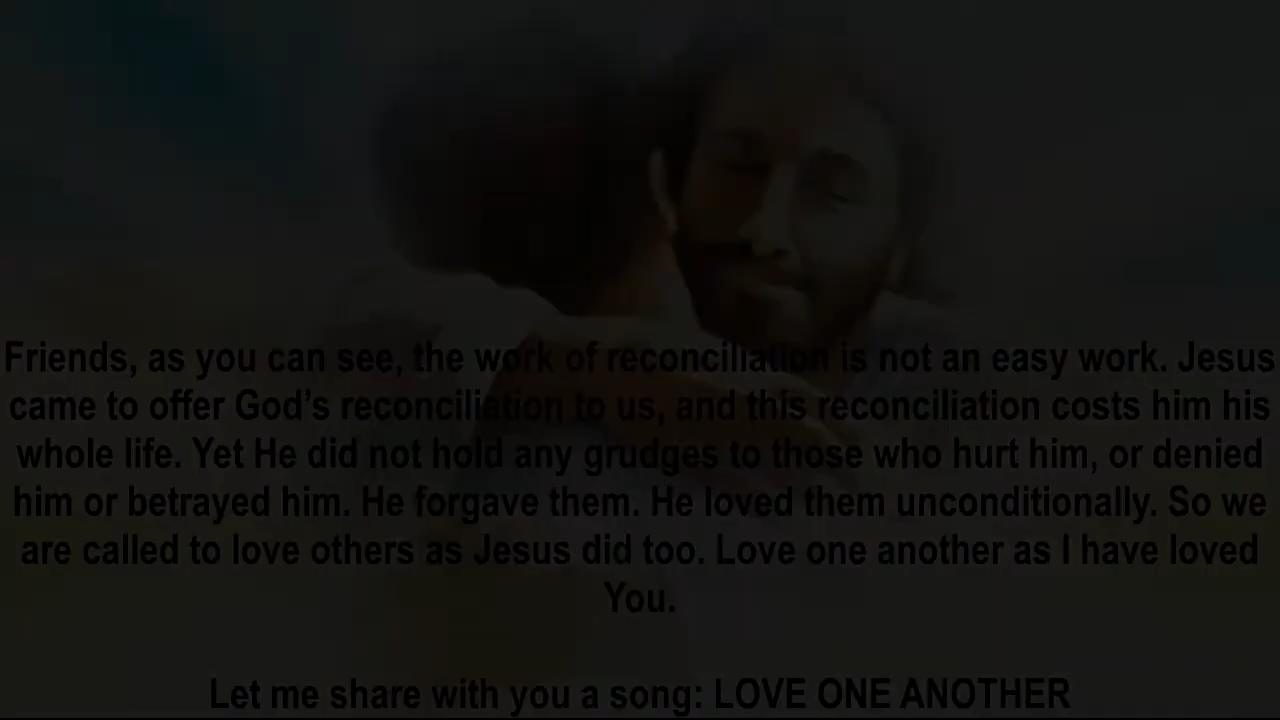 Friends, as you can see, the work of reconciliation is not an easy work. Jesus
came to offer God’s reconciliation to us, and this reconciliation costs him his
whole life. Yet He did not hold any grudges to those who hurt him, or denied
him or betrayed him. He forgave them. He loved them unconditionally. So we
are called to love others as Jesus did too. Love one another as I have loved
You.
Let me share with you a song: LOVE ONE ANOTHER